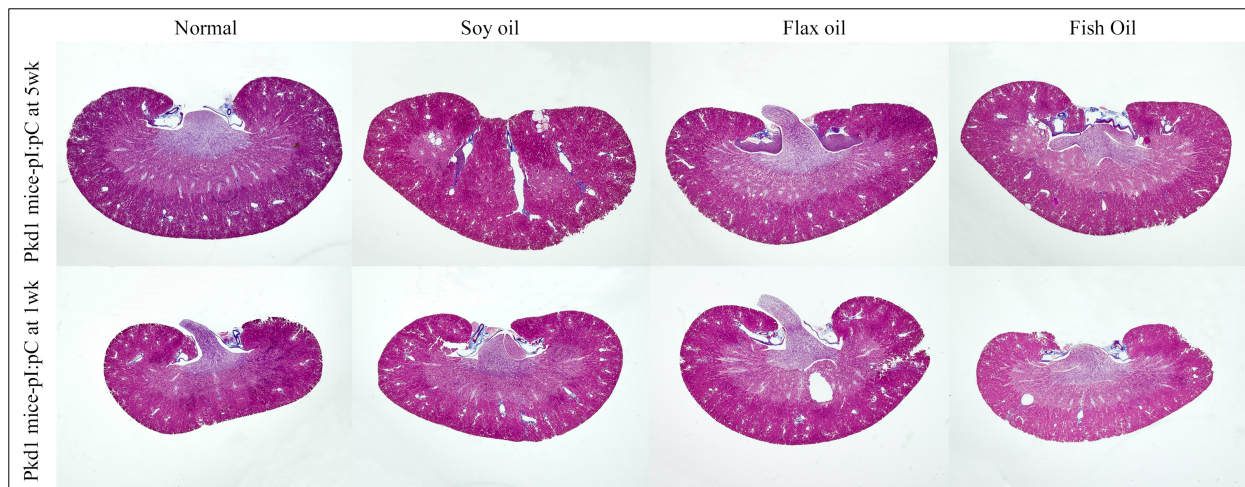 Normal
Soy oil
Flax oil
Fish Oil
Pkd1 mice-pI:pC at 5wk
Pkd1 mice-pI:pC at 1wk